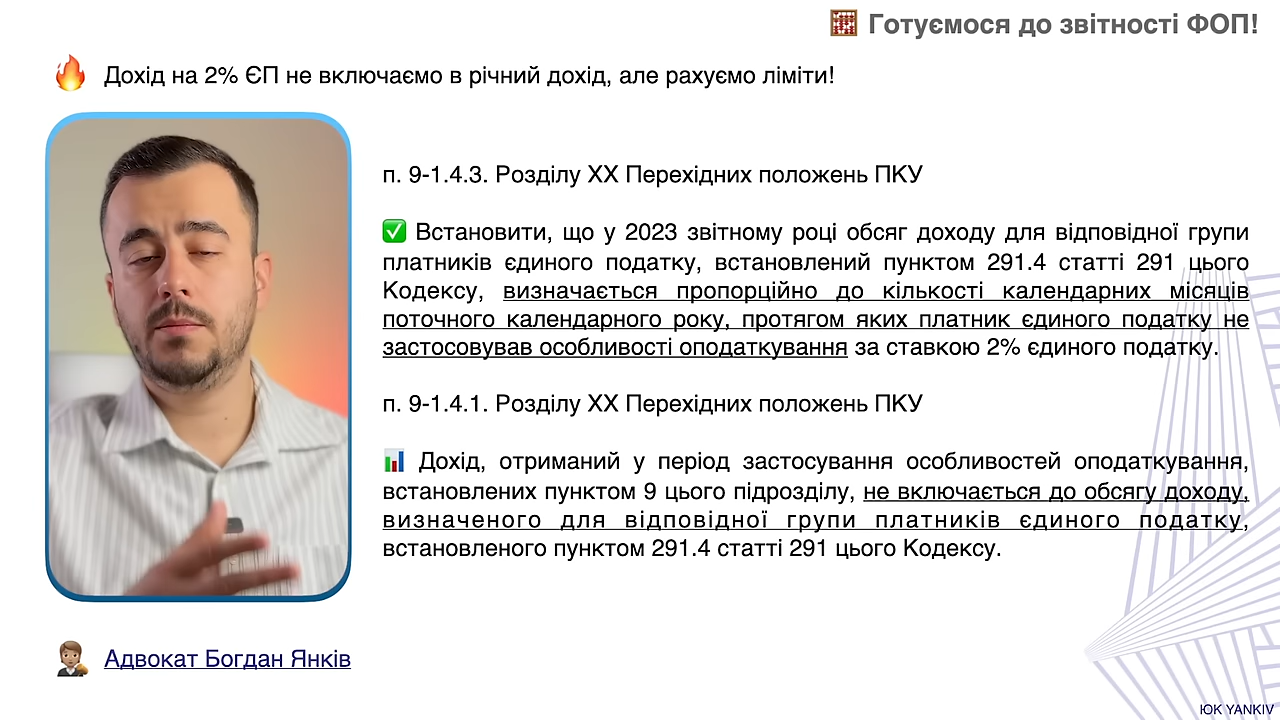 Готуємося до звітності ФОП!
Дохід на 2% ЄП не включаємо в річний дохід, але рахуємо ліміти!
п. 9-1.4.3. Розділу ХХ Перехідних положень ПКУ
Встановити, що у 2023 звітному році обсяг доходу для відповідної групи
платників єдиного податку, встановлений пунктом 291.4 статті 291 цього
Кодексу, визначається пропорційно до кількості календарних місяців
поточного календарного року, протягом яких платник єдиного податку не
застосовував особливості оподаткування за ставкою 2% єдиного податку.
п. 9-1.4.1. Розділу ХХ Перехідних положень ПКУ
Дохід, отриманий у період застосування особливостей оподаткування,
встановлених пунктом 9 цього підрозділу, не включається до обсягу доходу,
визначеного для відповідної групи платників єдиного податку,
встановленого пунктом 291.4 статті 291 цього Кодексу.
Адвокат Богдан Янків
ЮК YANKIV